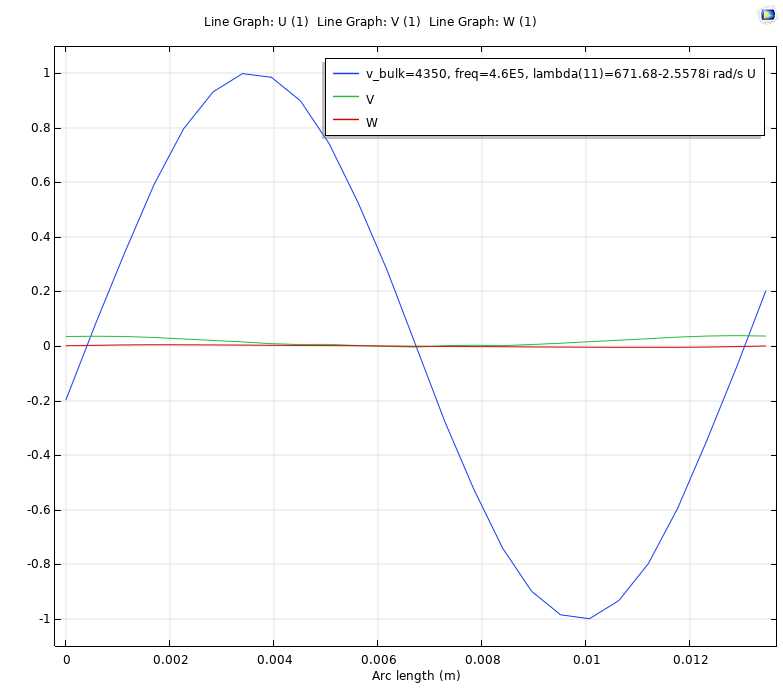 Line Graph: U (1) Line Graph: V (1) Line Graph: W (1)
v_bulk=4350, freq=4.6E5, lambda(11)=671.68-2.5578i rad/s U
V
W
1
0.8
0.6
0.4
0.2
0
-0.2
-0.4
-0.6
-0.8
-1
0 0.002 0.004 0.006 0.008 0.01 0.012
Arc length (m)